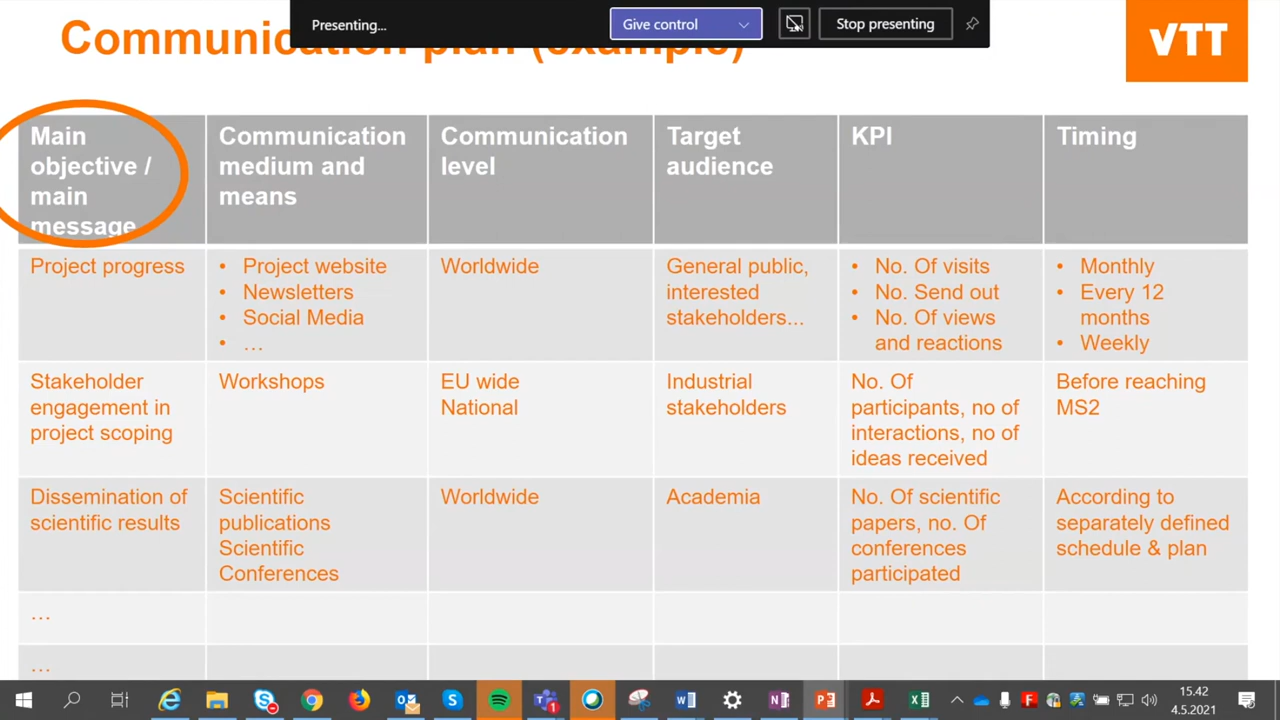 Presenting...
Give control
Stop presenting
Communication plan (example)
VTT
Main
objective /
main
message
Communication
medium and
means
Communication
level
Target
audience
KPI
Timing
Project progress
• Project website
• Newsletters
• Social Media
• …
Worldwide
General public,
interested
stakeholders...
• No. Of visits
• No. Send out
• No. Of views
and reactions
• Monthly
• Every 12
months
• Weekly
Stakeholder
engagement in
project scoping
Workshops
EU wide
National
Industrial
stakeholders
No. Of
participants, no of
interactions, no of
ideas received
Before reaching
MS2
Dissemination of
scientific results
Scientific
publications
Scientific
Conferences
Worldwide
Academia
No. Of scientific
papers, no. Of
conferences
participated
According to
separately defined
schedule & plan
…
…
15.42
4.5.2021